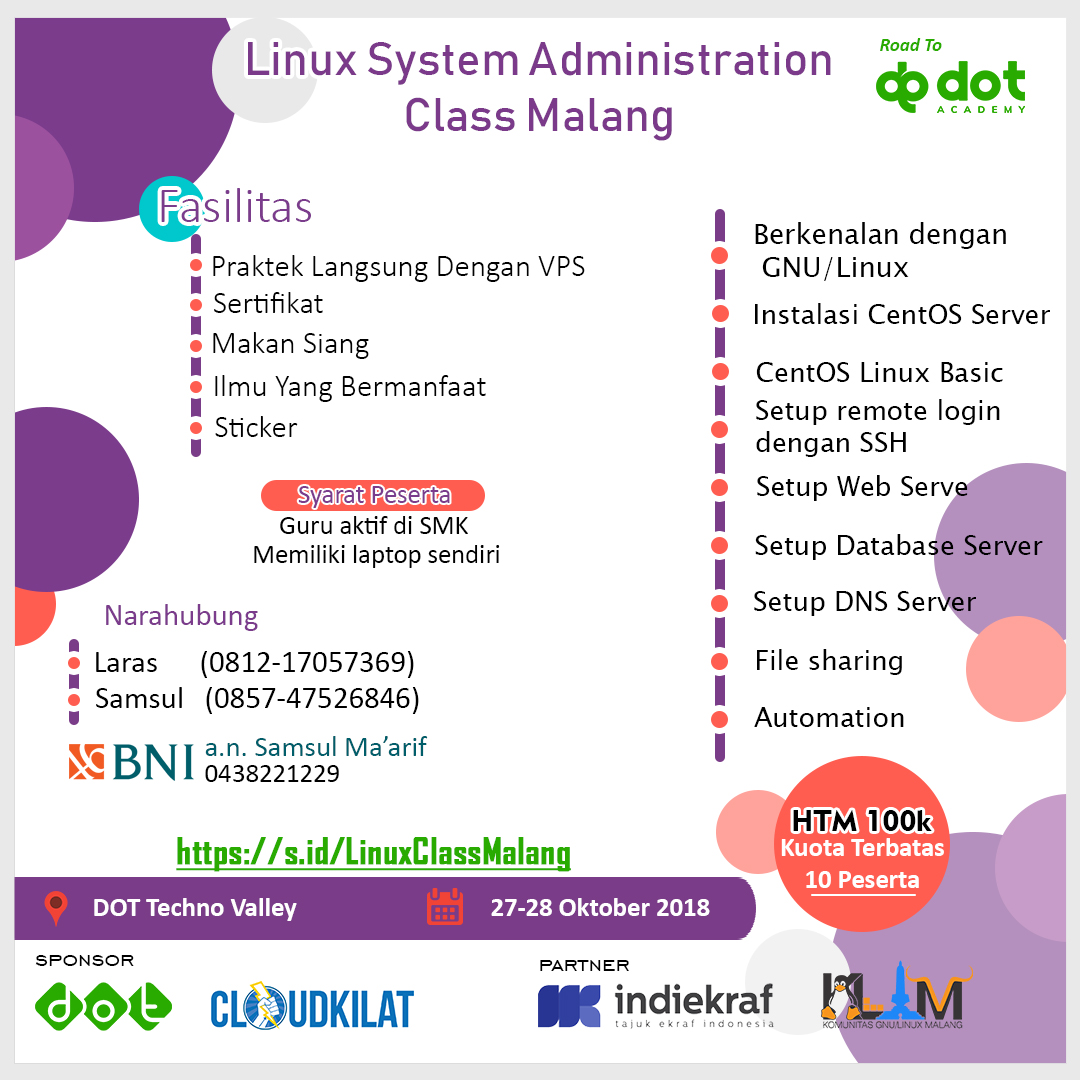 Linux System Administration
Class Malang
Road To
dot
ACADEMY
Fasilitas
Praktek Langsung Dengan VPS
Sertifikat
Makan Siang
Ilmu Yang Bermanfaat
Sticker
Syarat Peserta
Guru aktif di SMK
Memiliki laptop sendiri
Narahubung
Laras (0812-17057369)
Samsul (0857-47526846)
BNI a.n. Samsul Ma’arif
0438221229
Berkenalan dengan
GNU/Linux
Instalasi CentOS Server
CentOS Linux Basic
Setup remote login
dengan SSH
Setup Web Serve
Setup Database Server
Setup DNS Server
File sharing
Automation
HTM 100k
Kuota Terbatas
10 Peserta
https://s.id/LinuxClassMalang
DOT Techno Valley
27-28 Oktober 2018
SPONSOR
dot
CLOUDKILAT
PARTNER
indiekraf
tajuk ekraf indonesia
KLIM
KOMUNITAS GNU/LINUX MALANG